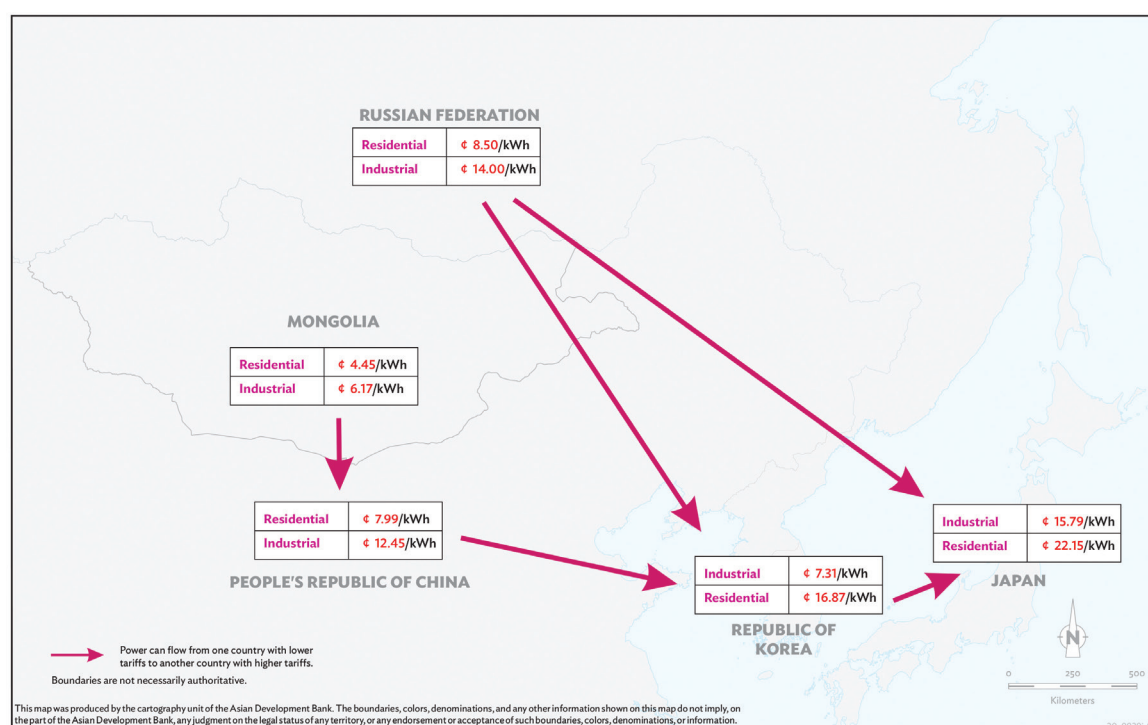 RUSSIAN FEDERATION
Residential ¢ 8.50/kWh
Industrial ¢ 14.00/kWh
MONGOLIA
Residential ¢ 4.45/kWh
Industrial ¢ 6.17/kWh
Residential ¢ 7.99/kWh
Industrial ¢ 12.45/kWh
PEOPLE'S REPUBLIC OF CHINA
Industrial ¢ 7.31/kWh
Residential ¢ 16.87/kWh
REPUBLIC OF
KOREA
Industrial ¢ 15.79/kWh
Residential ¢ 22.15/kWh
JAPAN
N
0 250 500
Kilometers
Power can flow from one country with lower
tariffs to another country with higher tariffs.
Boundaries are not necessarily authoritative.
This map was produced by the cartography unit of the Asian Development Bank. The boundaries, colors, denominations, and any other information shown on this map do not imply, on
the part of the Asian Development Bank, any judgment on the legal status of any territory, or any endorsement or acceptance of such boundaries, colors, denominations, or information.